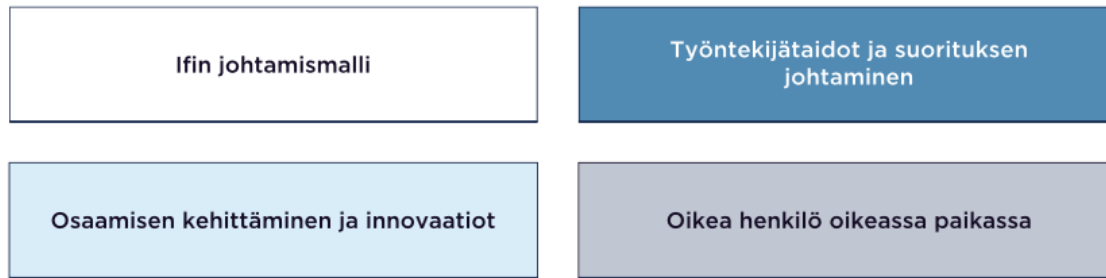 Ifin johtamismalli
Työntekijätaidot ja suorituksen
johtaminen
Osaamisen kehittäminen ja innovaatiot
Oikea henkilö oikeassa paikassa